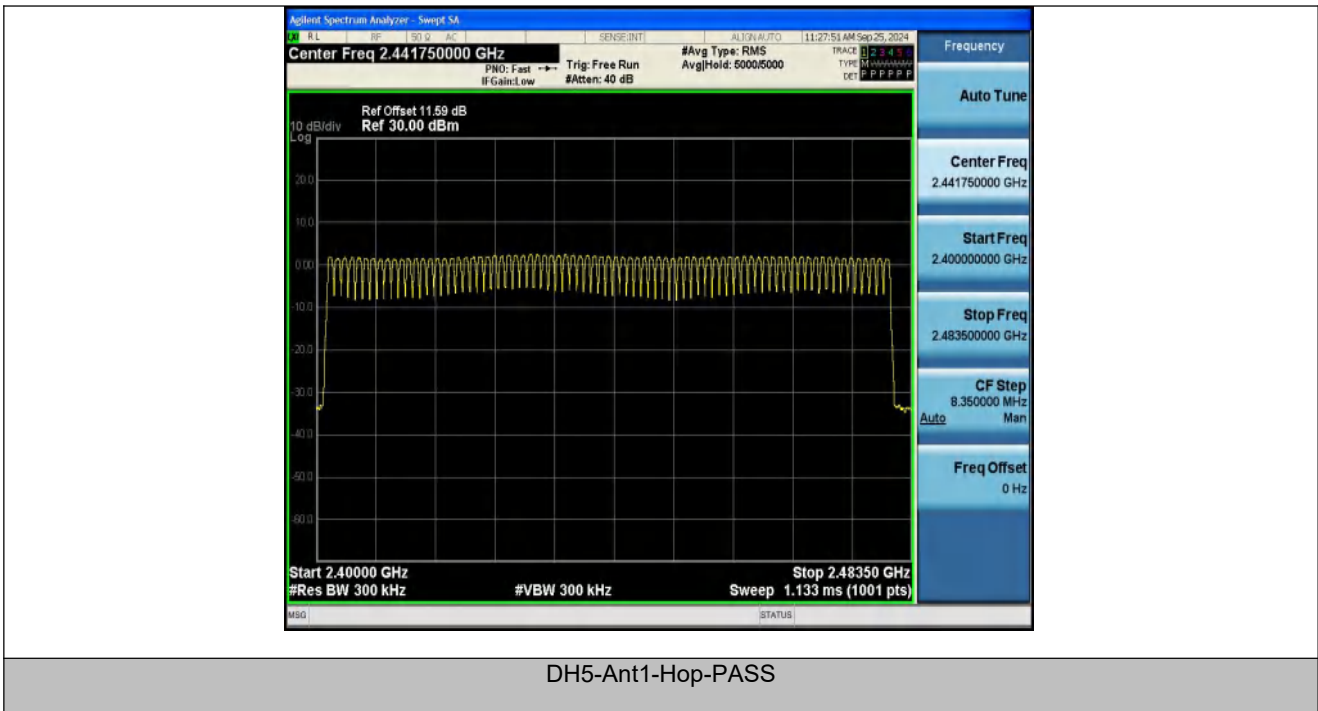 Agilent Spectrum Analyzer - Swept SA
LXI RL RF 50 Ω AC SENSE:INT ALIGN AUTO 11:27:51 AM Sep 25, 2024
Center Freq 2.441750000 GHz
PNO: Fast
IFGain:Low
Trig: Free Run
#Atten: 40 dB
#Avg Type: RMS
Avg|Hold: 5000/5000
TRACE 1 2 3 4 5 6
TYPE M
DET P P P P P P
Ref Offset 11.59 dB
10 dB/div Ref 30.00 dBm
Log
20.0
10.0
0.00
-10.0
-20.0
-30.0
-40.0
-50.0
-60.0
Start 2.40000 GHz Stop 2.48350 GHz
#Res BW 300 kHz #VBW 300 kHz Sweep 1.133 ms (1001 pts)
MSG STATUS
Frequency
Auto Tune
Center Freq
2.441750000 GHz
Start Freq
2.400000000 GHz
Stop Freq
2.483500000 GHz
CF Step
8.350000 MHz
Auto Man
Freq Offset
0 Hz
DH5-Ant1-Hop-PASS